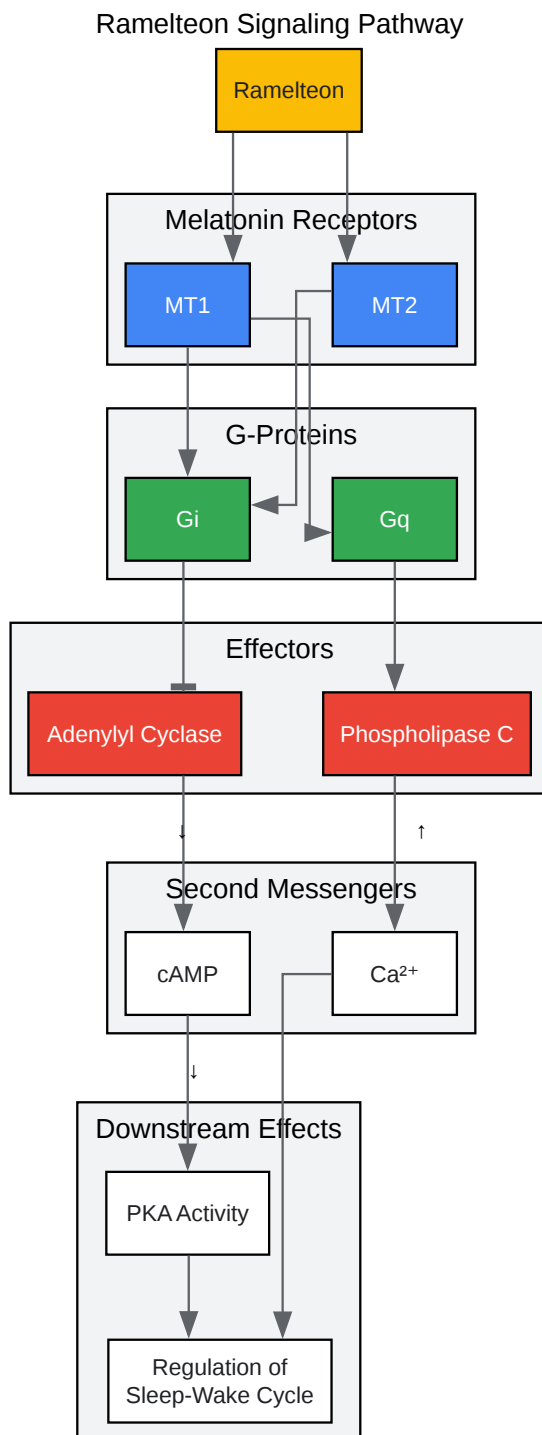 Ramelteon Signaling Pathway
Ramelteon
Melatonin Receptors
MT1
MT2
G-Proteins
Gi
Gq
Effectors
Adenylyl Cyclase
Phospholipase C
↓
↑
Second Messengers
cAMP
Ca²⁺
↓
Downstream Effects
PKA Activity
Regulation of
Sleep-Wake Cycle